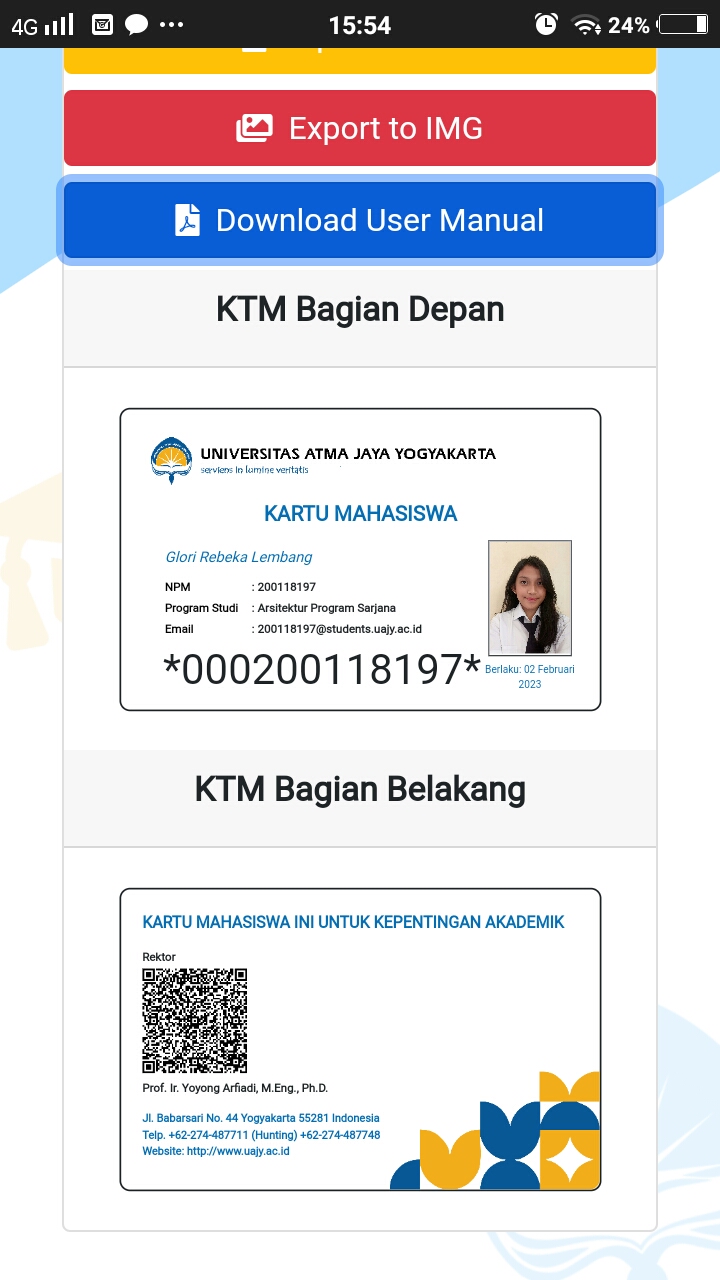 4G 15:54 24%
Export to IMG
Download User Manual
KTM Bagian Depan
UNIVERSITAS ATMA JAYA YOGYAKARTA
serviens in lumine veritatis
KARTU MAHASISWA
Glori Rebeka Lembang
NPM : 200118197
Program Studi : Arsitektur Program Sarjana
Email : 200118197@students.uajy.ac.id
*000200118197*
Berlaku: 02 Februari
2023
KTM Bagian Belakang
KARTU MAHASISWA INI UNTUK KEPENTINGAN AKADEMIK
Rektor
Prof. Ir. Yoyong Arfiadi, M.Eng., Ph.D.
Jl. Babarsari No. 44 Yogyakarta 55281 Indonesia
Telp. +62-274-487711 (Hunting) +62-274-487748
Website: http://www.uajy.ac.id